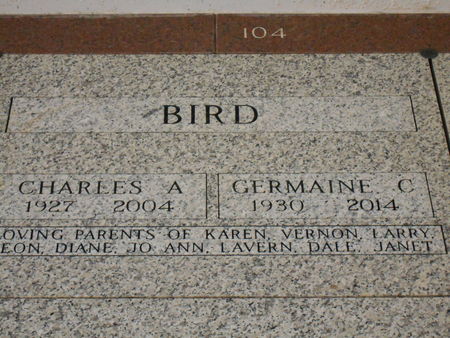 104
BIRD
CHARLES A
1927 2004
GERMAINE C
1930 2014
LOVING PARENTS OF KAREN, VERNON, LARRY,
EON, DIANE, JO ANN, LAVERN, DALE, JANET